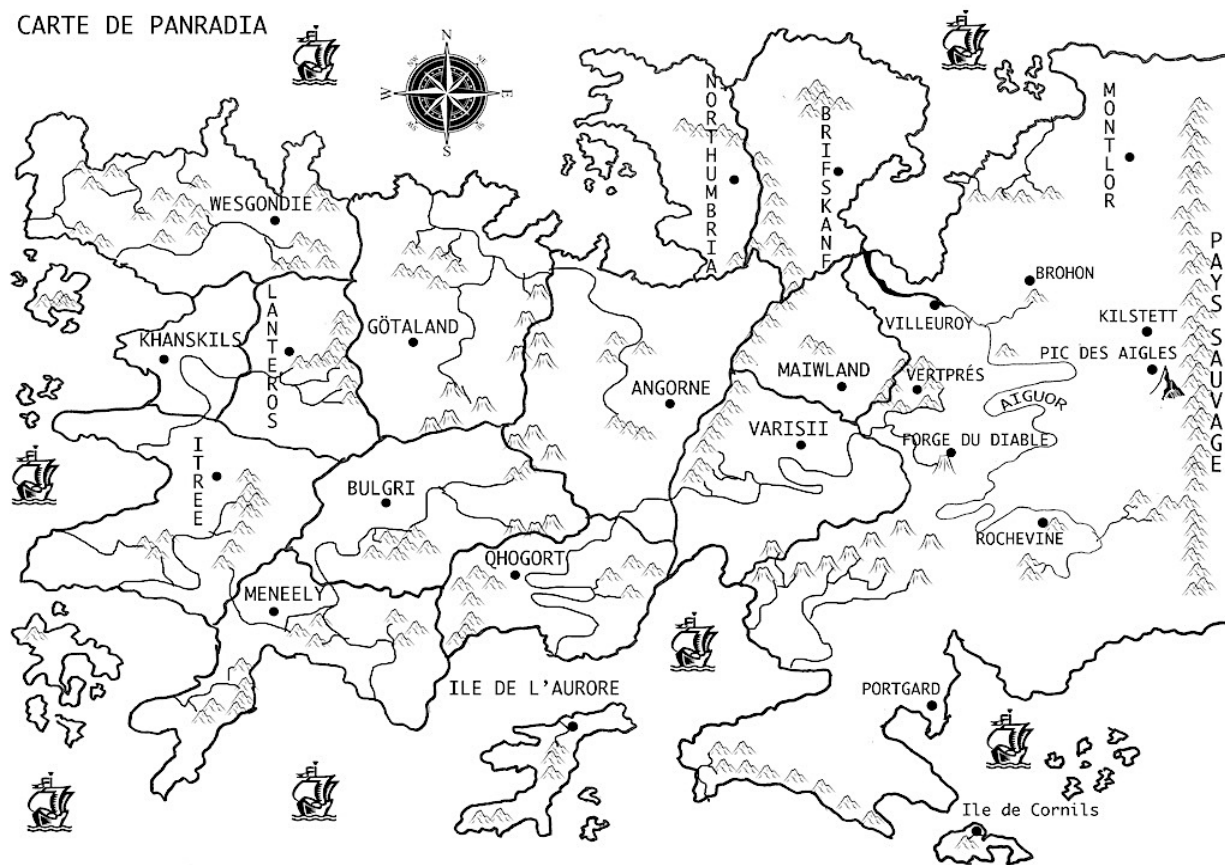 CARTE DE PANRADIA
N
NW
NE
W
E
S
NORTHUMBRIA
BRIFSKANF
MONTLOR
WESGONDIE
PAYS SAUVAGE
LANTEROS
BROHON
VILLEUROY
KHANSKILS
GÖTALAND
KILSTETT
PIC DES AIGLES
MAIWLAND
VERTPRÉS
ANGORNE
AIGUOR
VARISII
FORGE DU DIABLE
ITREE
BULGRI
ROCHEVINE
QHOGORT
MENEELY
ILE DE L'AURORE
PORTGARD
Ile de Cornils